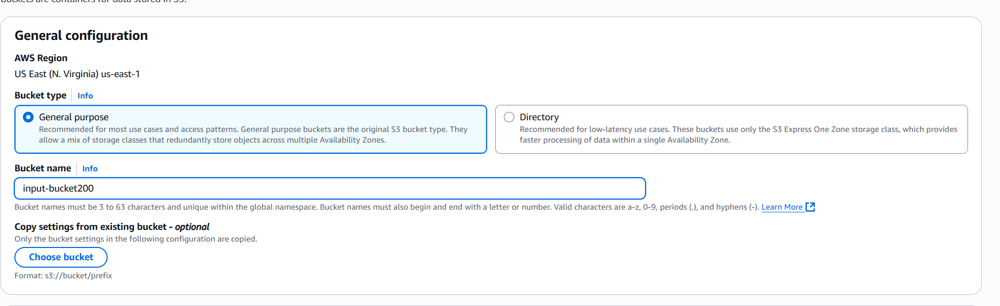 Buckets are containers for data stored in S3.
General configuration
AWS Region
US East (N. Virginia) us-east-1
Bucket type
Info
General purpose
Recommended for most use cases and access patterns. General purpose buckets are the original S3 bucket type. They
allow a mix of storage classes that redundantly store objects across multiple Availability Zones.
Directory
Recommended for low-latency use cases. These buckets use only the S3 Express One Zone storage class, which provides
faster processing of data within a single Availability Zone.
Bucket name
Info
input-bucket200
Bucket names must be 3 to 63 characters and unique within the global namespace. Bucket names must also begin and end with a letter or number. Valid characters are a-z, 0-9, periods (.), and hyphens (-). Learn More
Copy settings from existing bucket - optional
Only the bucket settings in the following configuration are copied.
Choose bucket
Format: s3://bucket/prefix